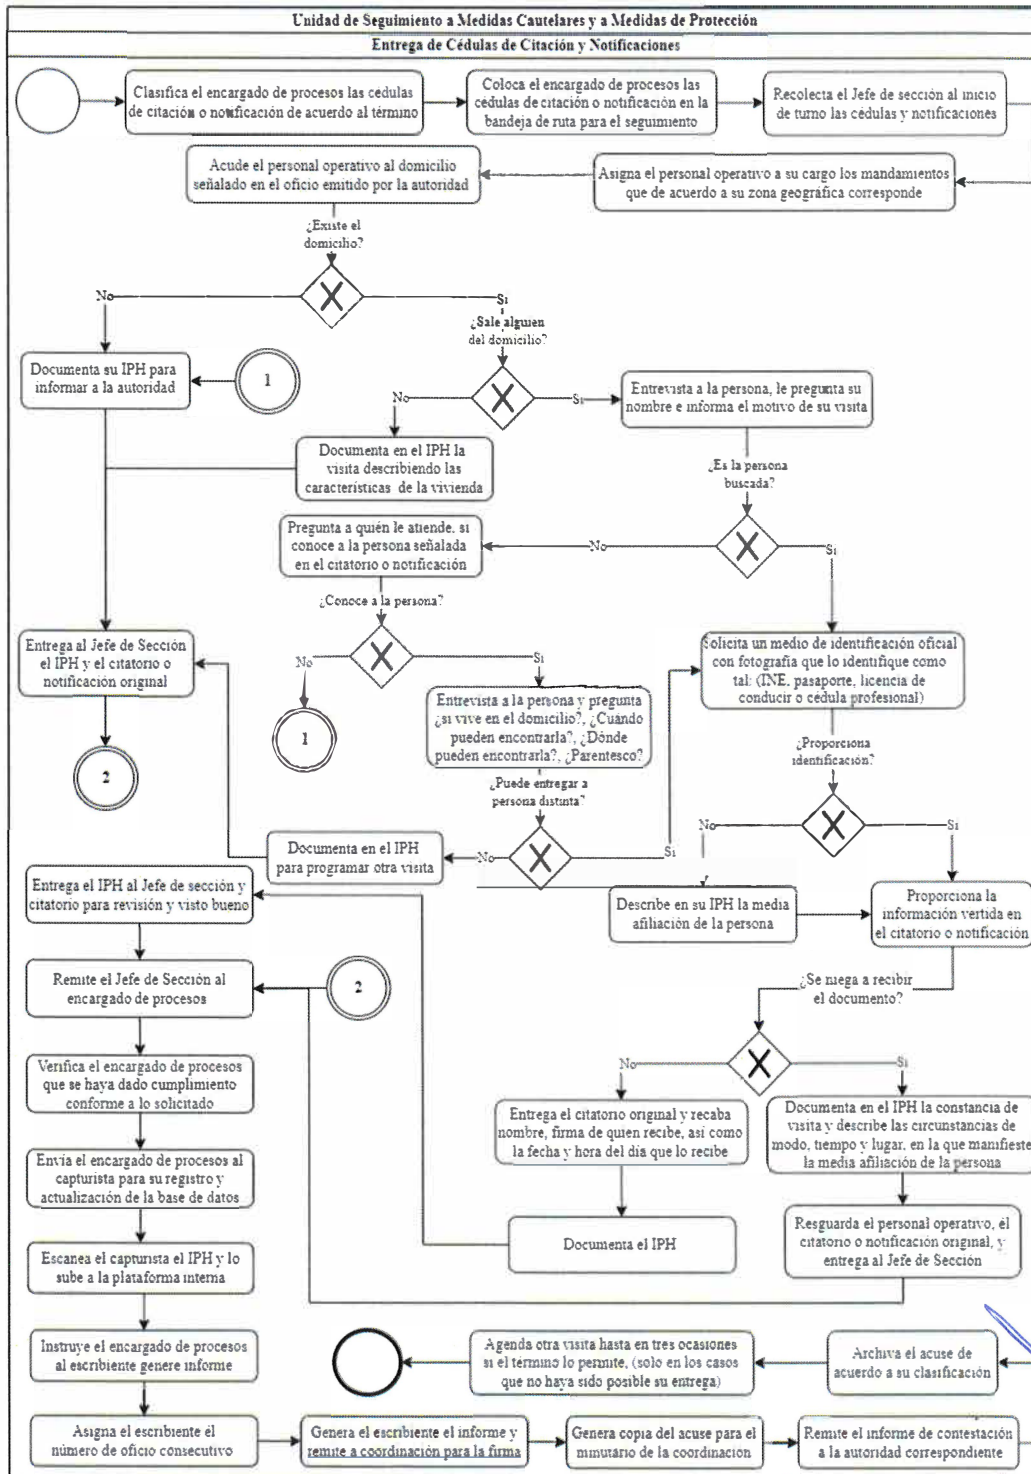 Unidad de Seguimiento a Medidas Cautelares y a Medidas de Protección
Entrega de Cédulas de Citación y Notificaciones
Clasifica el encargado de procesos las cédulas
de citación o notificación de acuerdo al término
Coloca el encargado de procesos las
cédulas de citación o notificación en la
bandeja de ruta para el seguimiento
Recolecta el Jefe de sección al inicio
de turno las cédulas y notificaciones
Acude el personal operativo al domicilio
señalado en el oficio emitido por la autoridad
Asigna el personal operativo a su cargo los mandamientos
que de acuerdo a su zona geográfica corresponde
¿Existe el
domicilio?
No
Si
¿Sale alguien
del domicilio?
Documenta su IPH para
informar a la autoridad
1
No
Si
Entrevista a la persona, le pregunta su
nombre e informa el motivo de su visita
Documenta en el IPH la
visita describiendo las
características de la vivienda
¿Es la persona
buscada?
Pregunta a quién le atiende, si
conoce a la persona señalada
en el citatorio o notificación
No
Si
¿Conoce a la persona?
Entrega al Jefe de Sección
el IPH y el citatorio o
notificación original
No
Si
Solicita un medio de identificación oficial
con fotografía que lo identifique como
tal: (INE, pasaporte, licencia de
conducir o cédula profesional)
1
Entrevista a la persona y pregunta
¿si vive en el domicilio?, ¿Cuándo
pueden encontrarla?, ¿Dónde
pueden encontrarla?, ¿Parentesco?
2
¿Proporciona
identificación?
¿Puede entregar a
persona distinta?
No
Si
Documenta en el IPH
para programar otra visita
No
Si
Entrega el IPH al Jefe de sección y
citatorio para revisión y visto bueno
Describe en su IPH la media
afiliación de la persona
Proporciona la
información vertida en
el citatorio o notificación
Remite el Jefe de Sección al
encargado de procesos
2
¿Se niega a recibir
el documento?
No
Si
Verifica el encargado de procesos
que se haya dado cumplimiento
conforme a lo solicitado
Entrega el citatorio original y recaba
nombre, firma de quien recibe, así como
la fecha y hora del día que lo recibe
Documenta en el IPH la constancia de
visita y describe las circunstancias de
modo, tiempo y lugar, en la que manifieste
la media afiliación de la persona
Envía el encargado de procesos al
capturista para su registro y
actualización de la base de datos
Documenta el IPH
Resguarda el personal operativo, él
citatorio o notificación original, y
entrega al Jefe de Sección
Escanea el capturista el IPH y lo
sube a la plataforma interna
Instruye el encargado de procesos
al escribiente genere informe
Agenda otra visita hasta en tres ocasiones
si el término lo permite, (solo en los casos
que no haya sido posible su entrega)
Archiva el acuse de
acuerdo a su clasificación
Asigna el escribiente él
número de oficio consecutivo
Genera el escribiente el informe y
remite a coordinación para la firma
Genera copia del acuse para el
minutário de la coordinación
Remite el informe de contestación
a la autoridad correspondiente